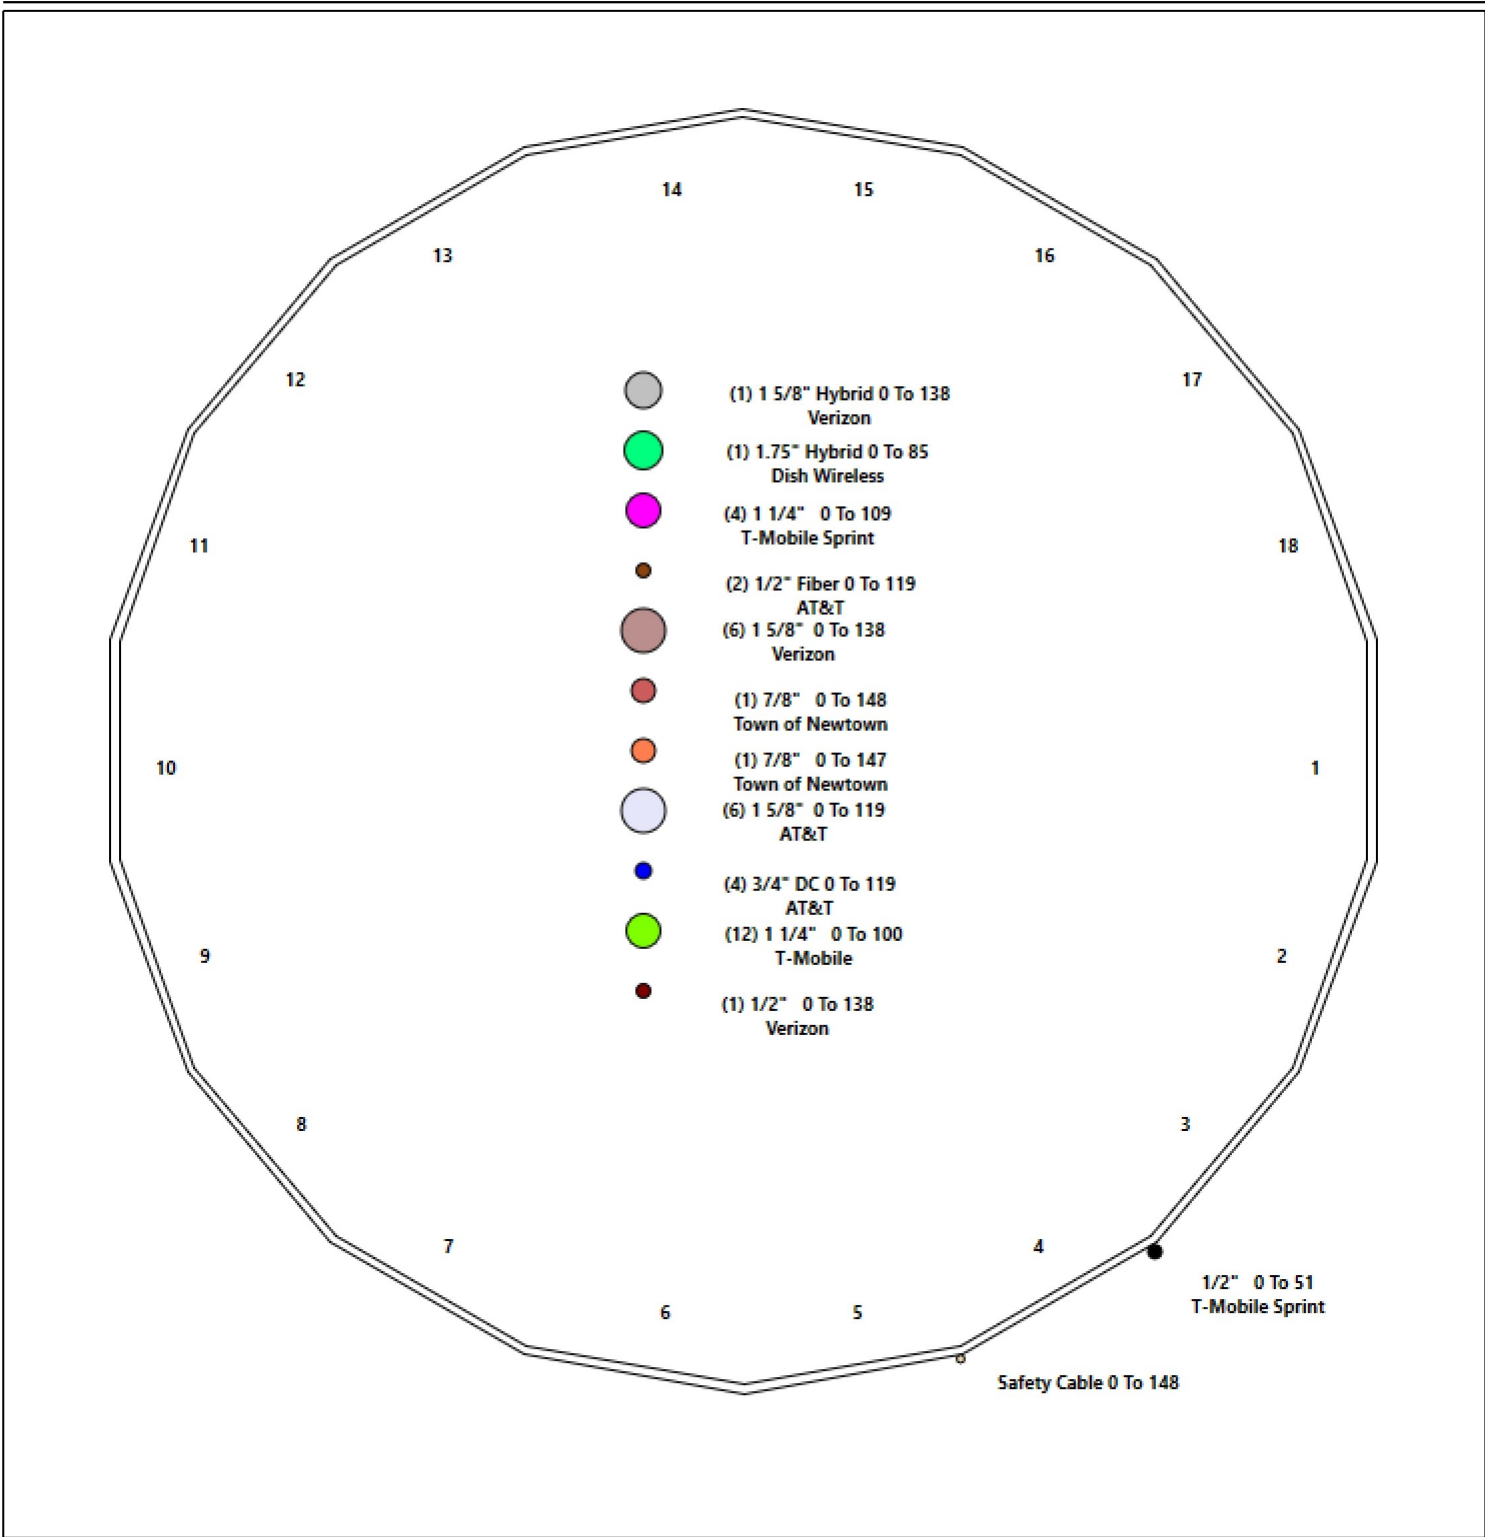 14
15
13
16
12
17
(1) 1 5/8" Hybrid 0 To 138
Verizon
(1) 1.75" Hybrid 0 To 85
Dish Wireless
(4) 1 1/4" 0 To 109
T-Mobile Sprint
11
18
(2) 1/2" Fiber 0 To 119
AT&T
(6) 1 5/8" 0 To 138
Verizon
(1) 7/8" 0 To 148
Town of Newtown
(1) 7/8" 0 To 147
Town of Newtown
10
1
(6) 1 5/8" 0 To 119
AT&T
(4) 3/4" DC 0 To 119
AT&T
(12) 1 1/4" 0 To 100
T-Mobile
9
2
(1) 1/2" 0 To 138
Verizon
8
3
7
4
1/2" 0 To 51
T-Mobile Sprint
6
5
Safety Cable 0 To 148